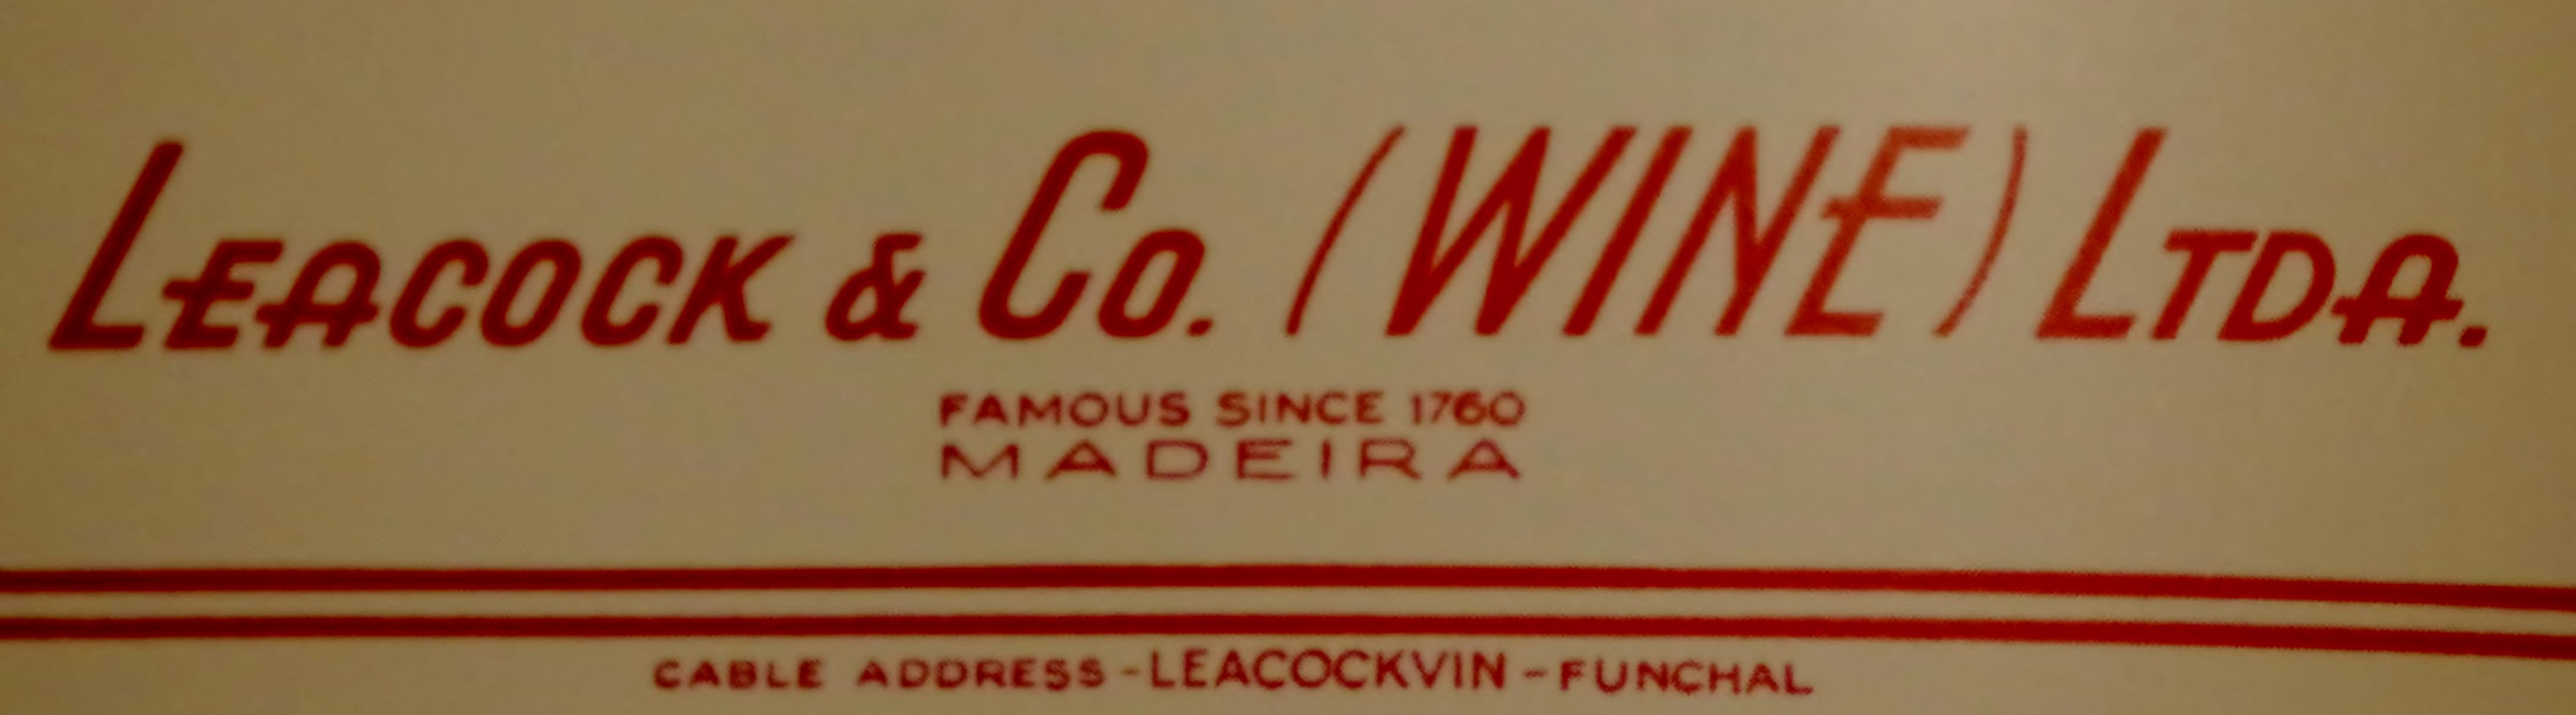 LEACOCK & Co. (WINE) LTDA.
FAMOUS SINCE 1760
MADEIRA
CABLE ADDRESS - LEACOCKVIN - FUNCHAL